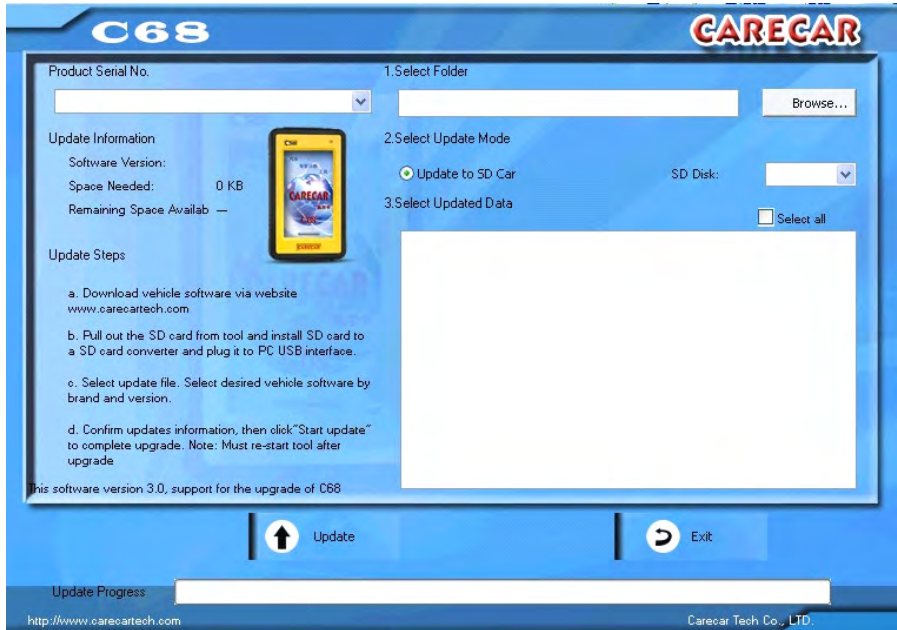 C68
CARECAR
Product Serial No.
1.Select Folder
Browse...
Update Information
Software Version:
Space Needed: 0 KB
Remaining Space Availab —
2.Select Update Mode
Update to SD Car
SD Disk:
3.Select Updated Data
Select all
C68
CARECAR
CARECAR
Update Steps
a. Download vehicle software via website
www.carecartech.com
b. Pull out the SD card from tool and install SD card to
a SD card converter and plug it to PC USB interface.
c. Select update file. Select desired vehicle software by
brand and version.
d. Confirm updates information, then click"Start update"
to complete upgrade. Note: Must re-start tool after
upgrade
This software version 3.0, support for the upgrade of C68
Update
Exit
Update Progress
http://www.carecartech.com
Carecar Tech Co., LTD.